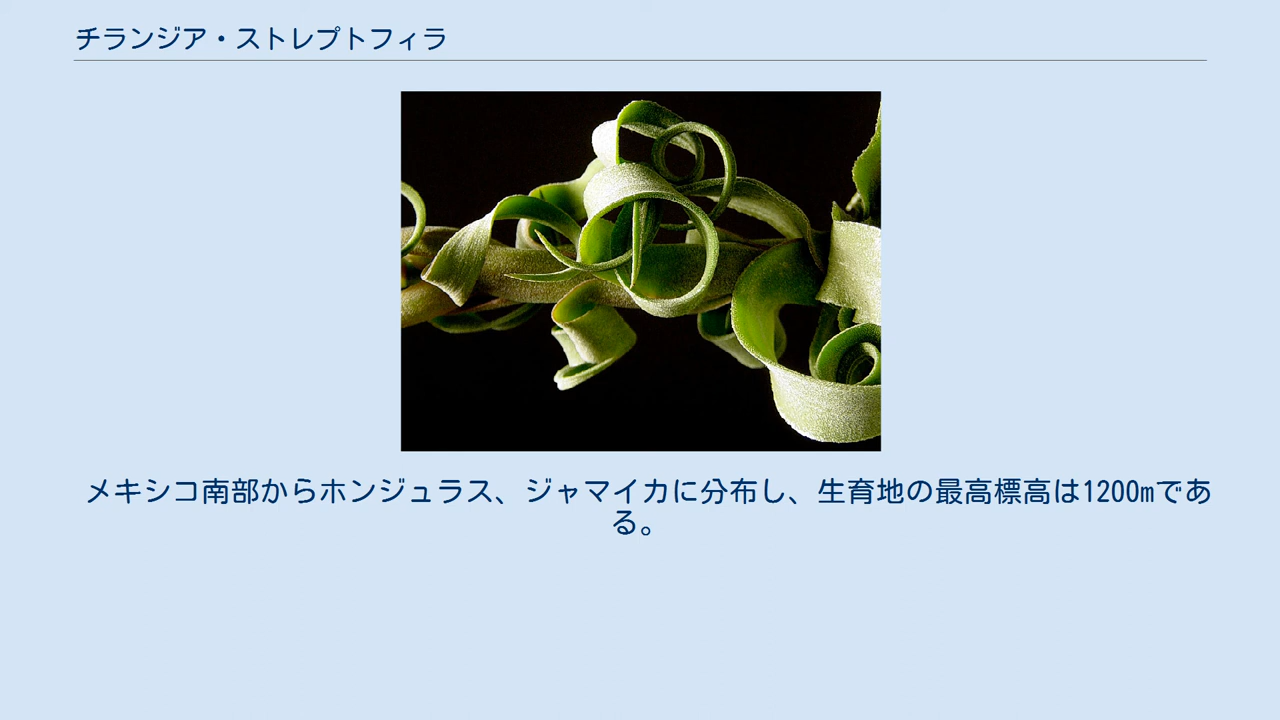 チランジア・ストレプトフィラ
メキシコ南部からホンジュラス、ジャマイカに分布し、生育地の最高標高は1200mであ
る。